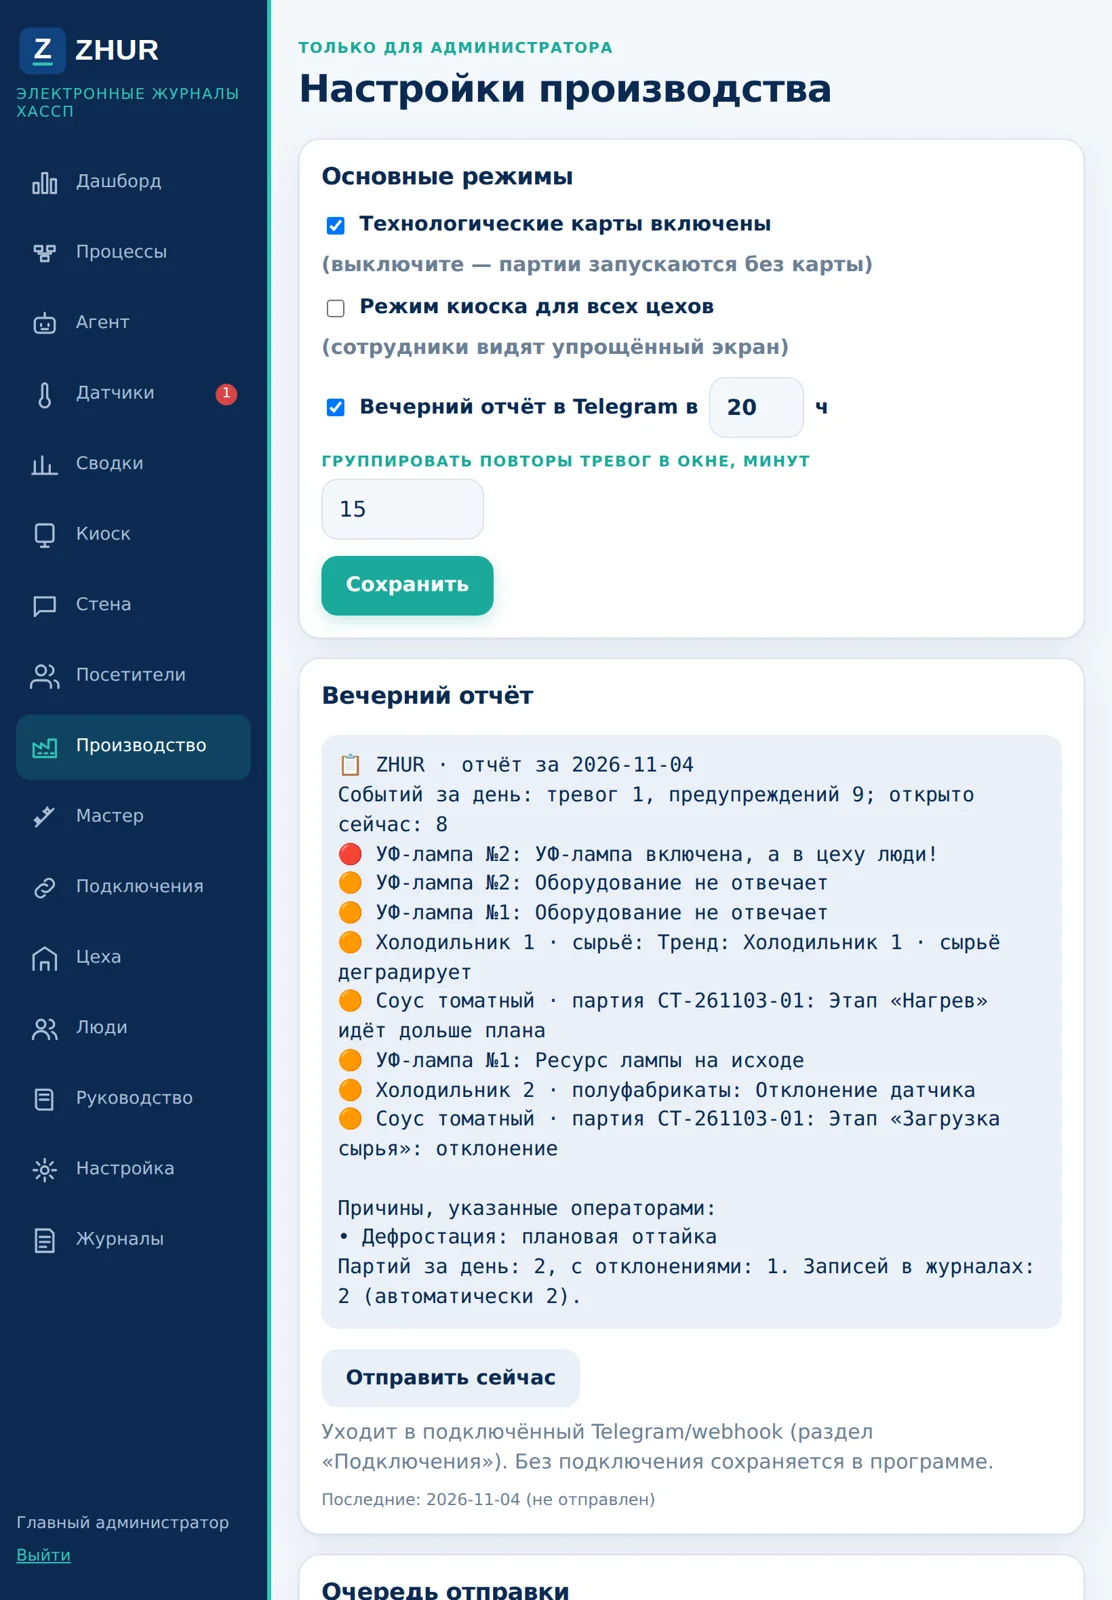 Z ZHUR
ЭЛЕКТРОННЫЕ ЖУРНАЛЫ
ХАССП
Дашборд
Процессы
Агент
Датчики 1
Сводки
Киоск
Стена
Посетители
Производство
Мастер
Подключения
Цеха
Люди
Руководство
Настройка
Журналы
Главный администратор
Выйти
ТОЛЬКО ДЛЯ АДМИНИСТРАТОРА
Настройки производства
Основные режимы
Технологические карты включены
(выключите — партии запускаются без карты)
Режим киоска для всех цехов
(сотрудники видят упрощённый экран)
Вечерний отчёт в Telegram в 20 ч
ГРУППИРОВАТЬ ПОВТОРЫ ТРЕВОГ В ОКНЕ, МИНУТ
15
Сохранить
Вечерний отчёт
📋 ZHUR · отчёт за 2026-11-04
Событий за день: тревог 1, предупреждений 9; открыто
сейчас: 8
🔴 УФ-лампа №2: УФ-лампа включена, а в цеху люди!
🟠 УФ-лампа №2: Оборудование не отвечает
🟠 УФ-лампа №1: Оборудование не отвечает
🟠 Холодильник 1 · сырьё: Тренд: Холодильник 1 · сырьё
деградирует
🟠 Соус томатный · партия СТ-261103-01: Этап «Нагрев»
идёт дольше плана
🟠 УФ-лампа №1: Ресурс лампы на исходе
🟠 Холодильник 2 · полуфабрикаты: Отклонение датчика
🟠 Соус томатный · партия СТ-261103-01: Этап «Загрузка
сырья»: отклонение
Причины, указанные операторами:
• Дефростация: плановая оттайка
Партий за день: 2, с отклонениями: 1. Записей в журналах:
2 (автоматически 2).
Отправить сейчас
Уходит в подключённый Telegram/webhook (раздел
«Подключения»). Без подключения сохраняется в программе.
Последние: 2026-11-04 (не отправлен)
Очередь отправки